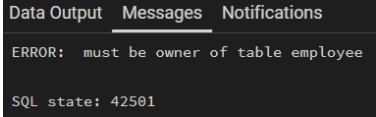 Data Output Messages Notifications
ERROR:  must be owner of table employee
SQL state: 42501